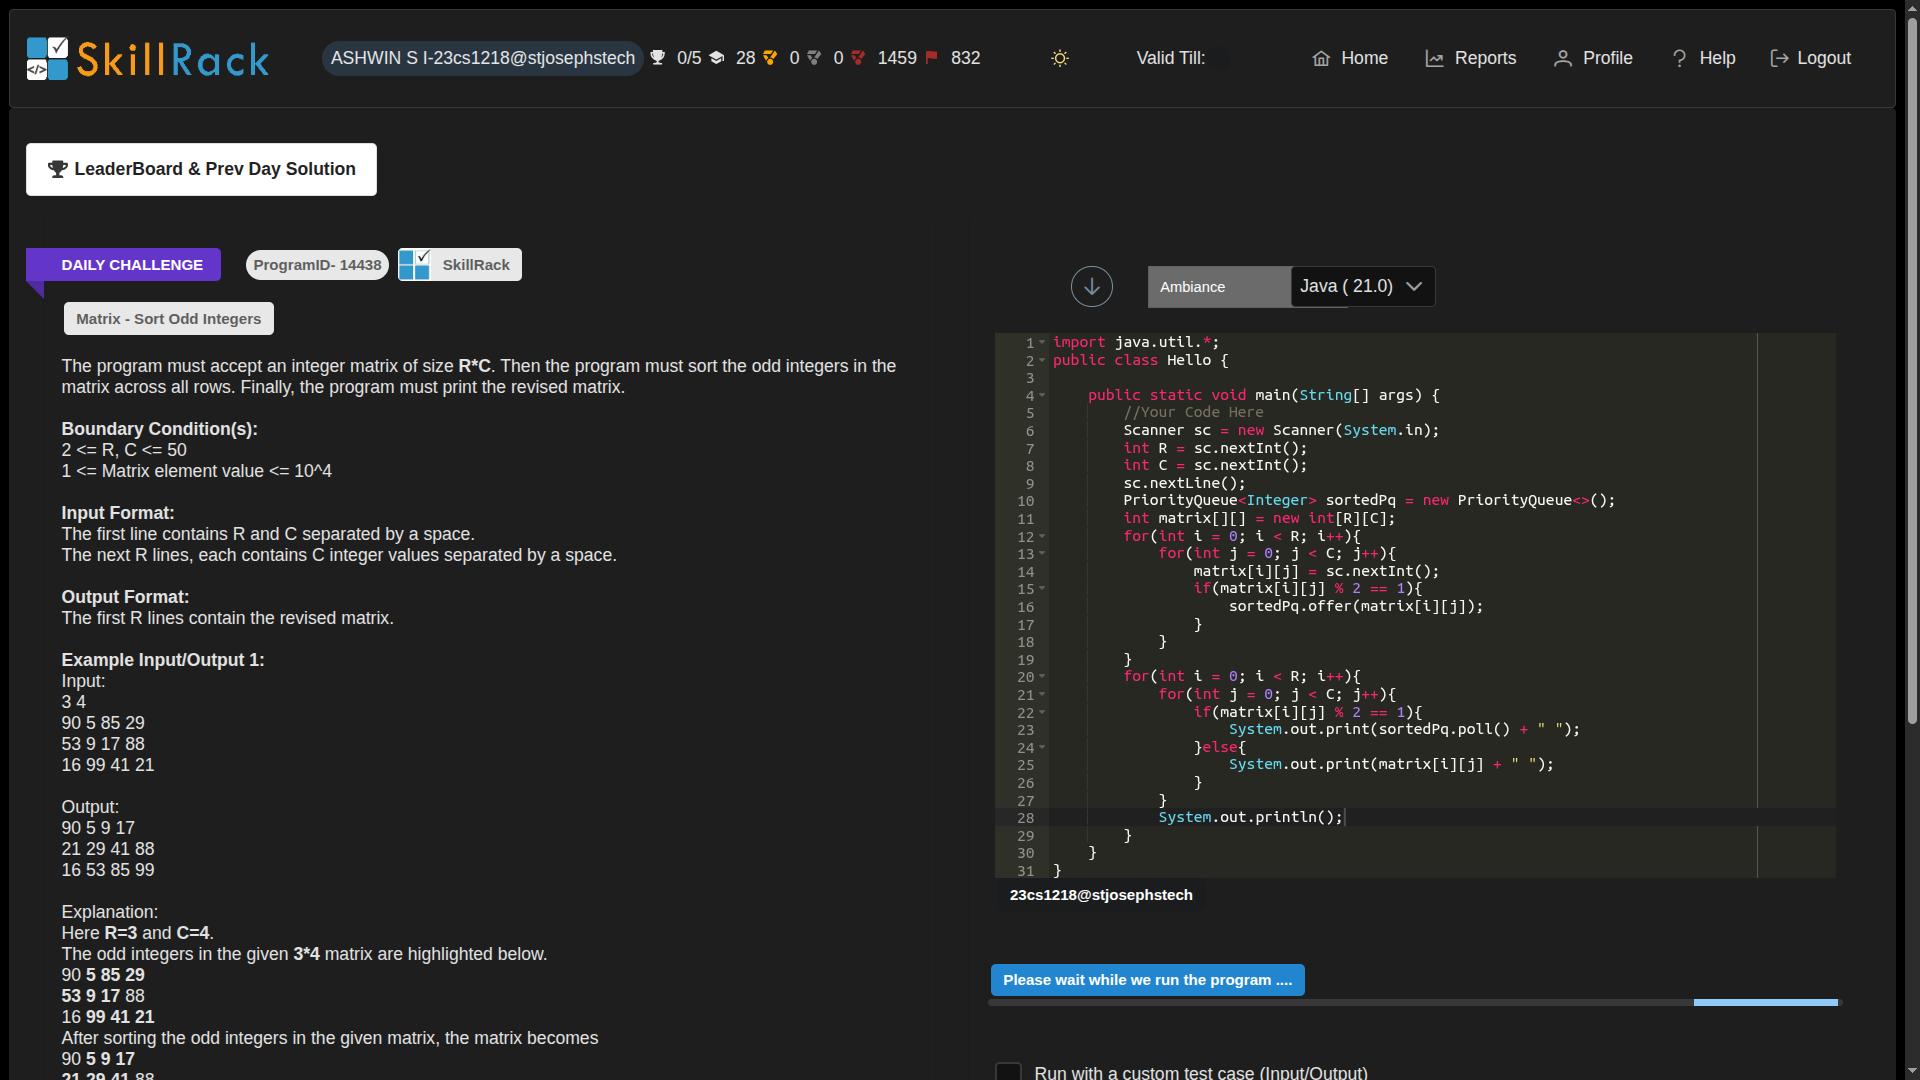 SkillRack ASHWIN S I-23cs1218@stjosephstech 0/5 28 0 0 1459 832 Valid Till: Home Reports Profile Help Logout
LeaderBoard & Prev Day Solution
DAILY CHALLENGE ProgramID- 14438 SkillRack
Matrix - Sort Odd Integers
The program must accept an integer matrix of size R*C. Then the program must sort the odd integers in the
matrix across all rows. Finally, the program must print the revised matrix.
Boundary Condition(s):
2 <= R, C <= 50
1 <= Matrix element value <= 10^4
Input Format:
The first line contains R and C separated by a space.
The next R lines, each contains C integer values separated by a space.
Output Format:
The first R lines contain the revised matrix.
Example Input/Output 1:
Input:
3 4
90 5 85 29
53 9 17 88
16 99 41 21
Output:
90 5 9 17
21 29 41 88
16 53 85 99
Explanation:
Here R=3 and C=4.
The odd integers in the given 3*4 matrix are highlighted below.
90 5 85 29
53 9 17 88
16 99 41 21
After sorting the odd integers in the given matrix, the matrix becomes
90 5 9 17
21 29 41 88
Ambiance Java ( 21.0)
1 import java.util.*;
2 public class Hello {
3
4 public static void main(String[] args) {
5 //Your Code Here
6 Scanner sc = new Scanner(System.in);
7 int R = sc.nextInt();
8 int C = sc.nextInt();
9 sc.nextLine();
10 PriorityQueue<Integer> sortedPq = new PriorityQueue<>();
11 int matrix[][] = new int[R][C];
12 for(int i = 0; i < R; i++){
13 for(int j = 0; j < C; j++){
14 matrix[i][j] = sc.nextInt();
15 if(matrix[i][j] % 2 == 1){
16 sortedPq.offer(matrix[i][j]);
17 }
18 }
19 }
20 for(int i = 0; i < R; i++){
21 for(int j = 0; j < C; j++){
22 if(matrix[i][j] % 2 == 1){
23 System.out.print(sortedPq.poll() + " ");
24 }else{
25 System.out.print(matrix[i][j] + " ");
26 }
27 }
28 System.out.println();
29 }
30 }
31 }
23cs1218@stjosephstech
Please wait while we run the program ....
Run with a custom test case (Input/Output)